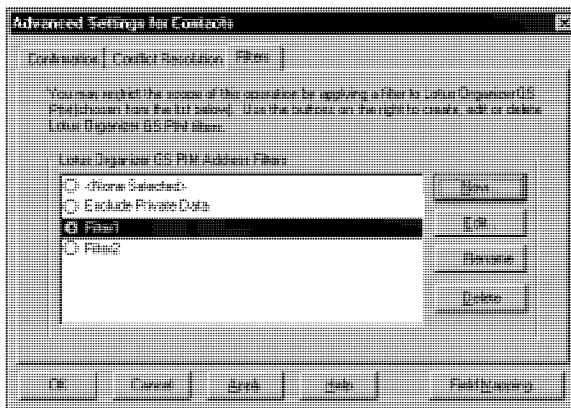 Advanced Settings for Contacts
Confirmation Conflict Resolution Filters
You may restrict the scope of this operation by applying a filter to Lotus Organizer GS
PIM (chosen from the list below). Use the buttons on the right to create, edit or delete
Lotus Organizer GS PIM filters.
Lotus Organizer GS PIM Address Filters
<None Selected>
Exclude Private Data
Filter1
Filter2
New...
Edit...
Rename
Delete
OK Cancel Apply Help Field Mapping